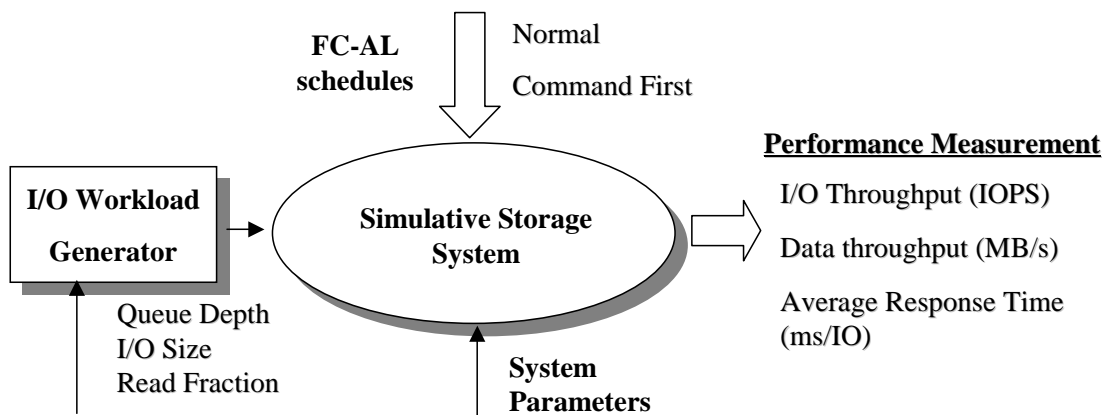 FC-AL
schedules
Normal
Command First
Performance Measurement
I/O Workload
Generator
Simulative Storage
System
I/O Throughput (IOPS)
Data throughput (MB/s)
Average Response Time
(ms/IO)
Queue Depth
I/O Size
Read Fraction
System
Parameters